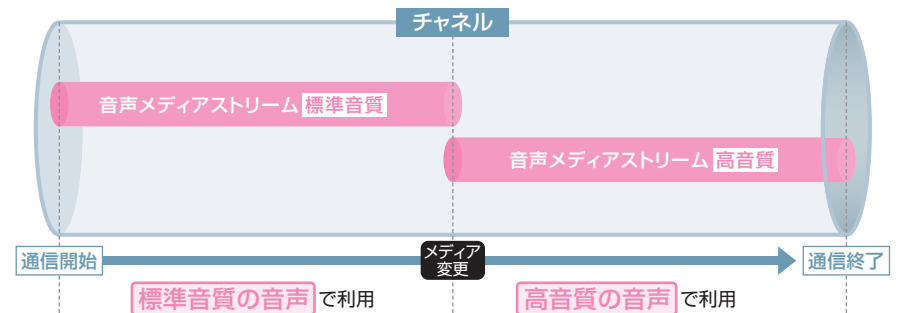 チャネル
音声メディアストリーム 標準音質
音声メディアストリーム 高音質
通信開始
メディア
変更
通信終了
標準音質の音声 で利用
高音質の音声 で利用